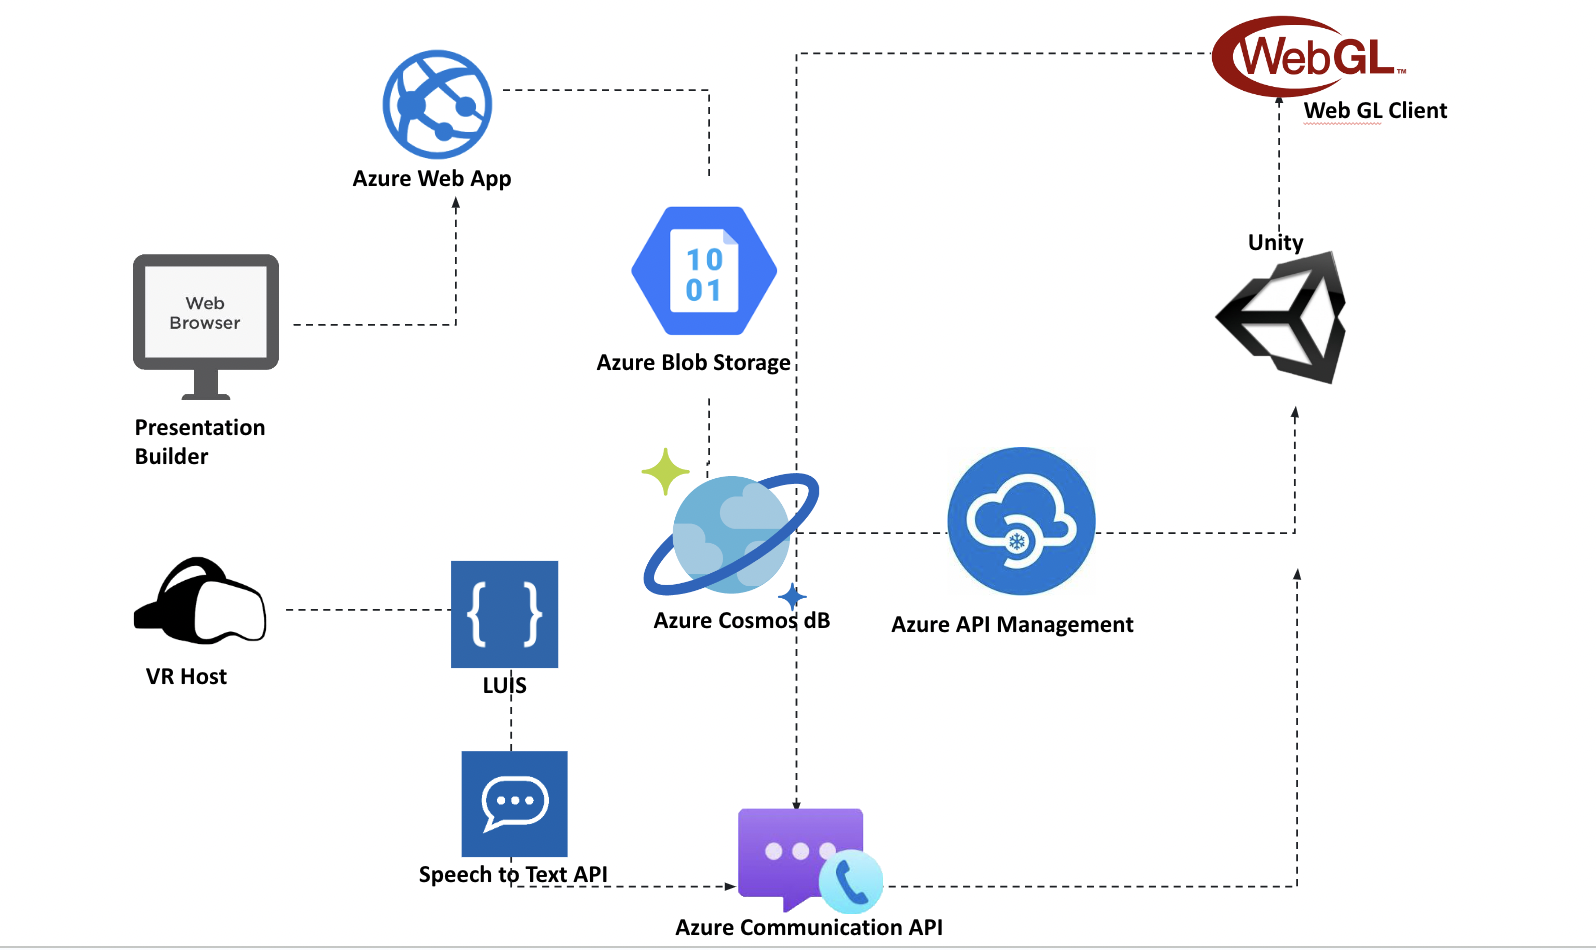 WebGL™
Web GL Client
Azure Web App
Unity
10
01
Web
Browser
Azure Blob Storage
Presentation
Builder
Azure Cosmos dB
Azure API Management
VR Host
{ }
LUIS
Speech to Text API
Azure Communication API